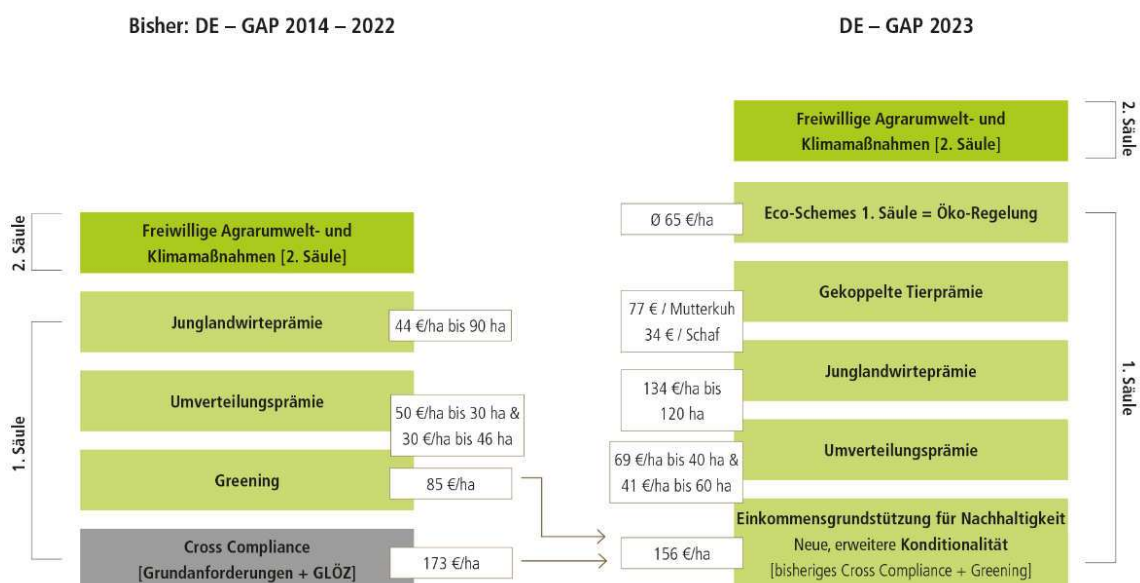 Bisher: DE – GAP 2014 – 2022
2. Säule
Freiwillige Agrarumwelt- und
Klimamaßnahmen [2. Säule]
1. Säule
Junglandwirteprämie
44 €/ha bis 90 ha
Umverteilungsprämie
50 €/ha bis 30 ha &
30 €/ha bis 46 ha
Greening
85 €/ha
Cross Compliance
[Grundanforderungen + GLÖZ]
173 €/ha
DE – GAP 2023
Freiwillige Agrarumwelt- und
Klimamaßnahmen [2. Säule]
2. Säule
Ø 65 €/ha
Eco-Schemes 1. Säule = Öko-Regelung
Gekoppelte Tierprämie
77 € / Mutterkuh
34 € / Schaf
Junglandwirteprämie
134 €/ha bis
120 ha
1. Säule
Umverteilungsprämie
69 €/ha bis 40 ha &
41 €/ha bis 60 ha
Einkommensgrundstützung für Nachhaltigkeit
Neue, erweitere Konditionalität
[bisheriges Cross Compliance + Greening]
156 €/ha